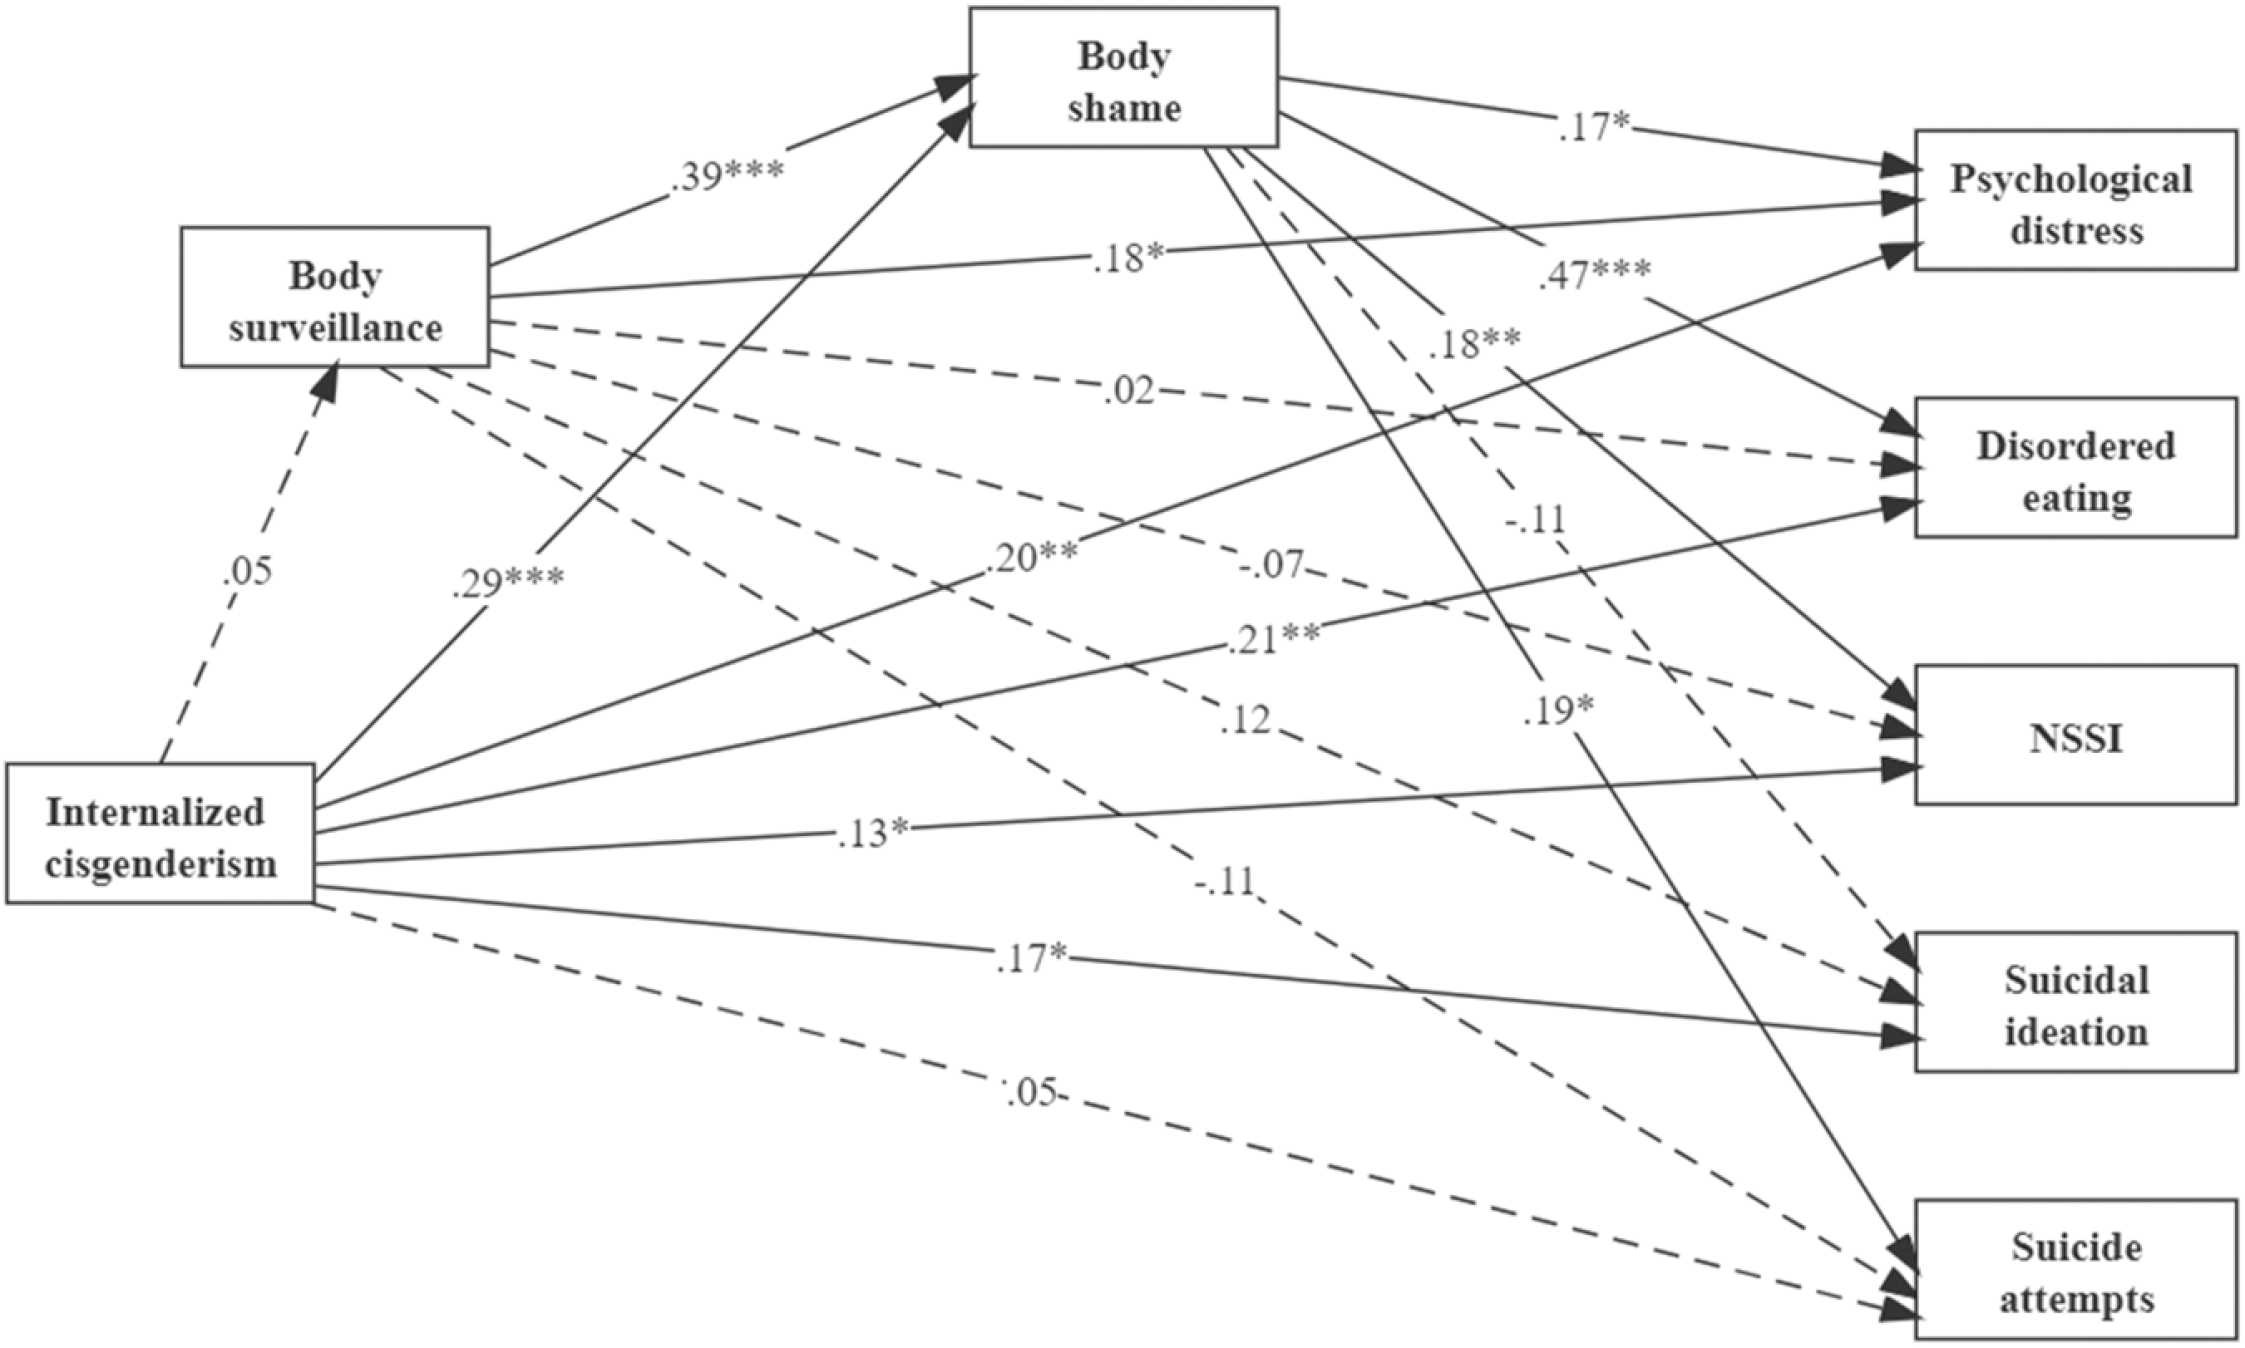 Body
shame
.17*
Psychological
distress
.39***
Body
surveillance
.18*
.47***
.18**
.02
Disordered
eating
-.11
.05
.29***
.20**
-.07
.21**
.19*
.12
NSSI
Internalized
cisgenderism
.13*
-.11
.17*
Suicidal
ideation
.05
Suicide
attempts